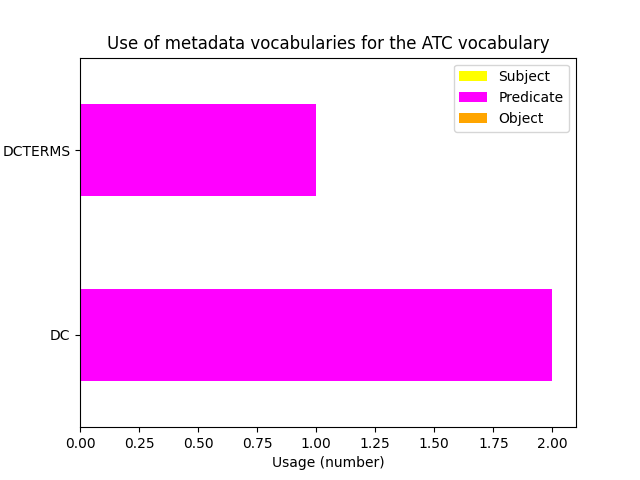 Use of metadata vocabularies for the ATC vocabulary
Subject
Predicate
Object
DCTERMS
DC
0.00 0.25 0.50 0.75 1.00 1.25 1.50 1.75 2.00
Usage (number)